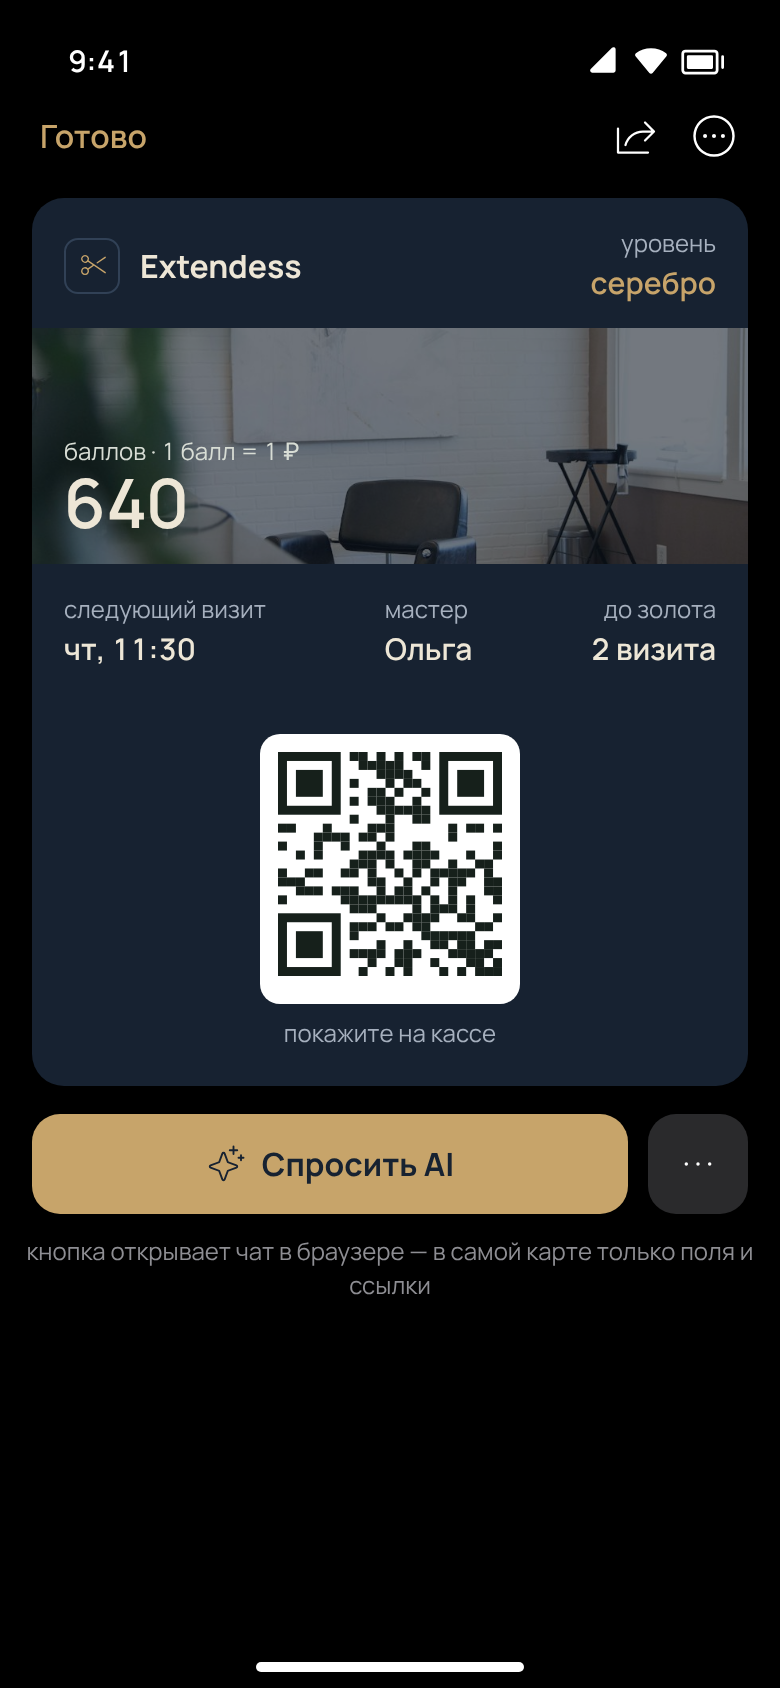 9:41
Готово
Extendess
уровень
серебро
баллов · 1 балл = 1 ₽
640
следующий визит
мастер
до золота
чт, 11:30
Ольга
2 визита
покажите на кассе
Спросить AI
кнопка открывает чат в браузере — в самой карте только поля и
ссылки